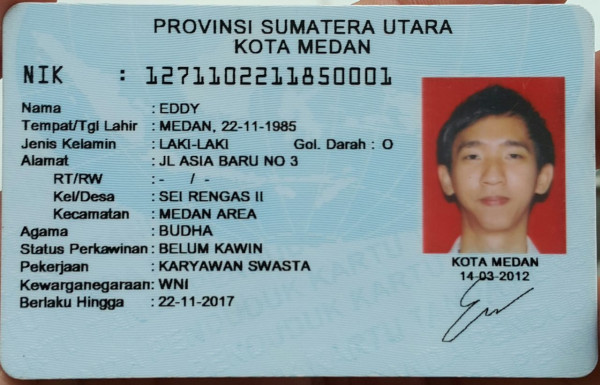 PROVINSI SUMATERA UTARA
KOTA MEDAN
NIK : 1271102211850001
Nama : EDDY
Tempat/Tgl Lahir : MEDAN, 22-11-1985
Jenis Kelamin : LAKI-LAKI Gol. Darah : O
Alamat : JL ASIA BARU NO 3
RT/RW : - / -
Kel/Desa : SEI RENGAS II
Kecamatan : MEDAN AREA
Agama : BUDHA
Status Perkawinan : BELUM KAWIN
Pekerjaan : KARYAWAN SWASTA
Kewarganegaraan : WNI
Berlaku Hingga : 22-11-2017
KOTA MEDAN
14-03-2012